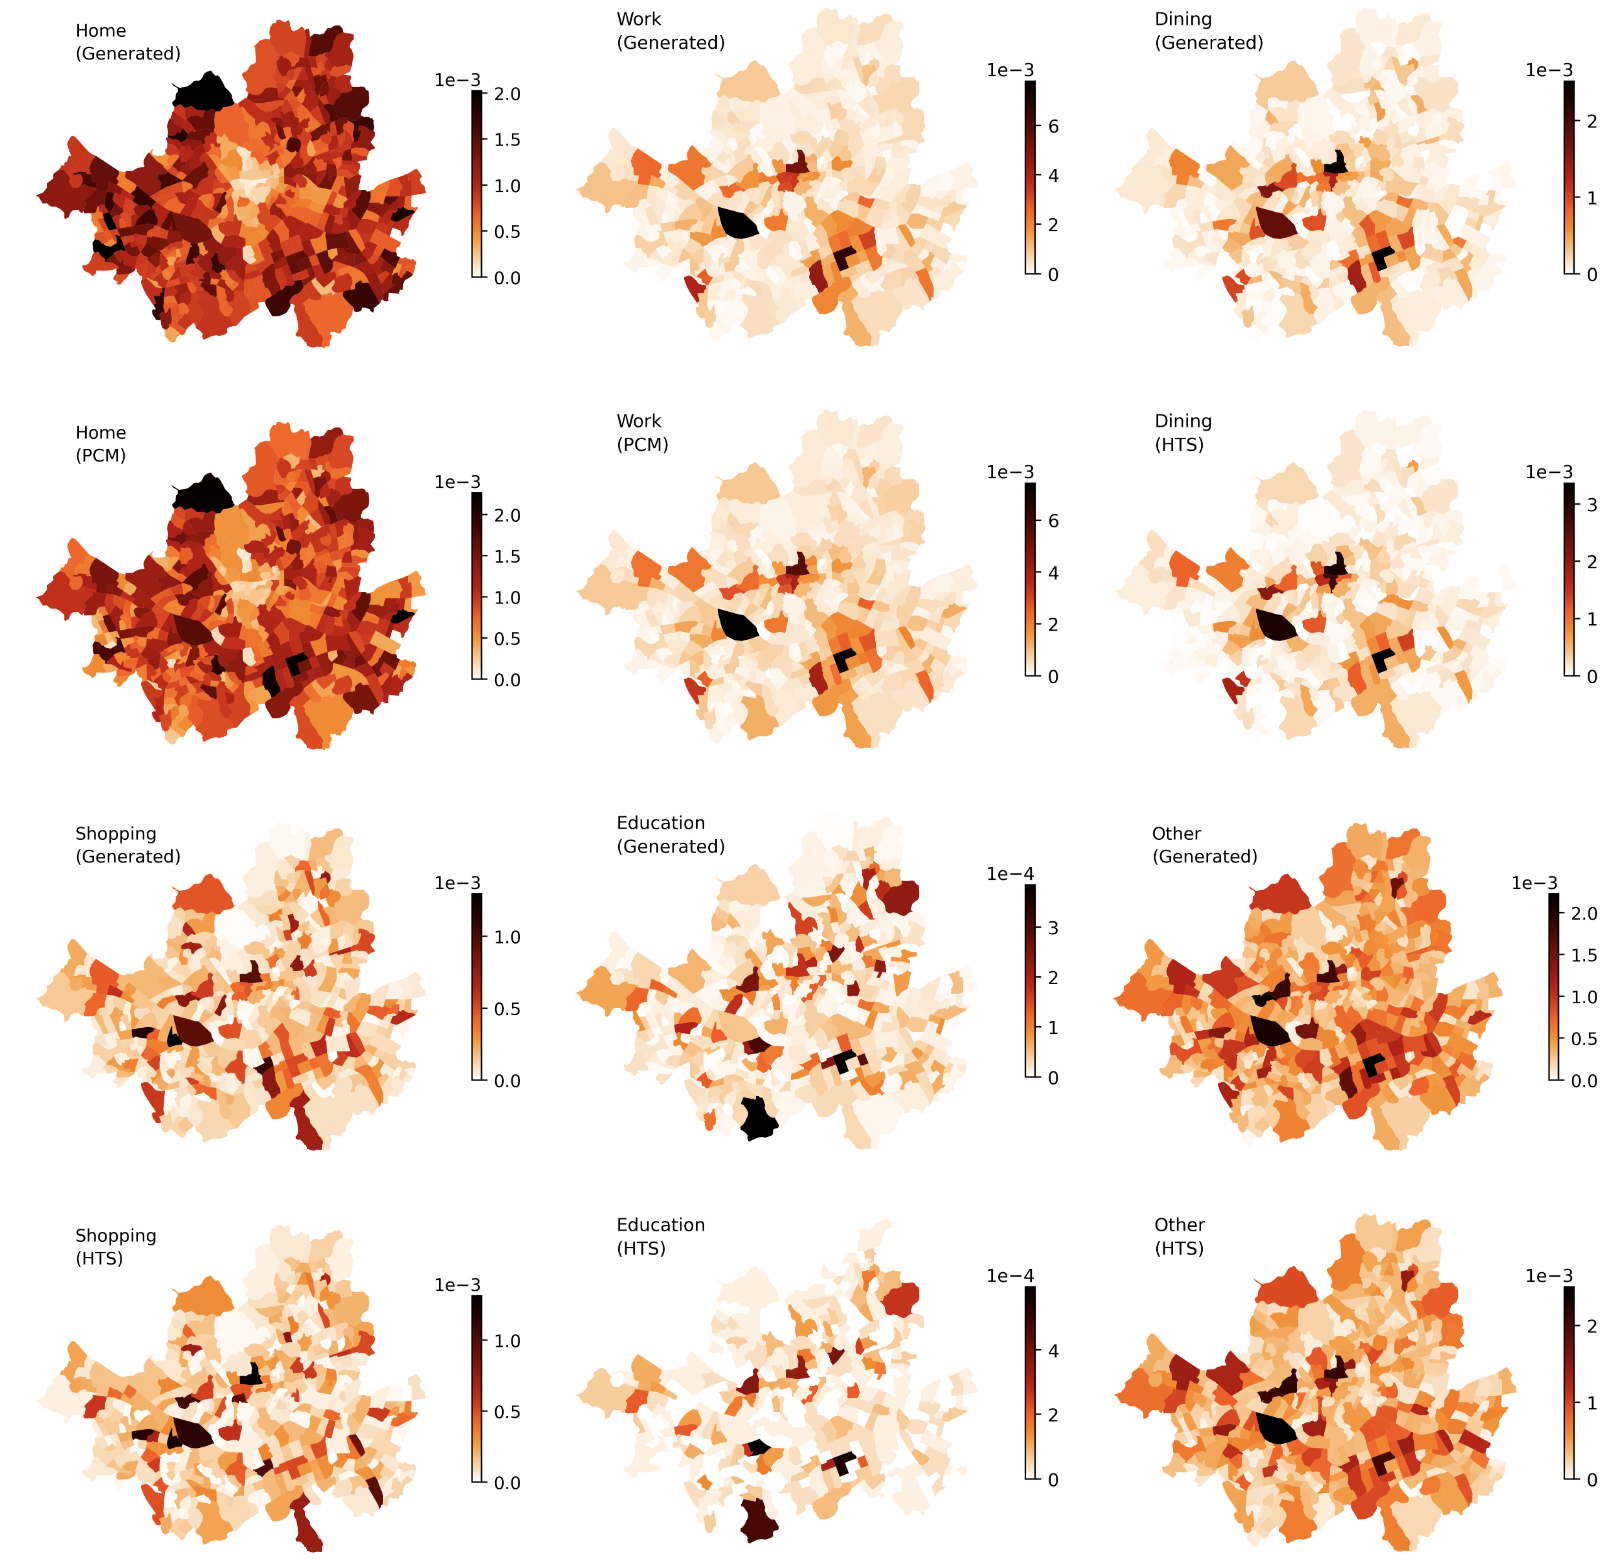 Home
(Generated)
1e−3
2.0
1.5
1.0
0.5
0.0
Work
(Generated)
1e−3
6
4
2
0
Dining
(Generated)
1e−3
2
1
0
Home
(PCM)
1e−3
2.0
1.5
1.0
0.5
0.0
Work
(PCM)
1e−3
6
4
2
0
Dining
(HTS)
1e−3
3
2
1
0
Shopping
(Generated)
1e−3
1.0
0.5
0.0
Education
(Generated)
1e−4
3
2
1
0
Other
(Generated)
1e−3
2.0
1.5
1.0
0.5
0.0
Shopping
(HTS)
1e−3
1.0
0.5
0.0
Education
(HTS)
1e−4
4
2
0
Other
(HTS)
1e−3
2
1
0